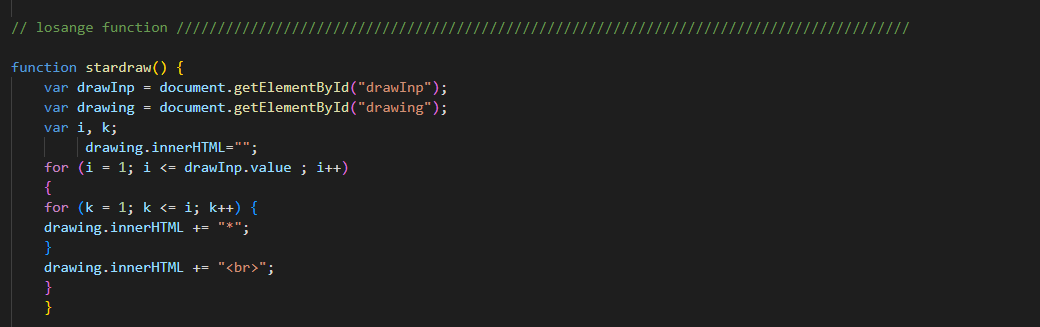 // losange function //////////////////////////////////////////////////////////////////////////////////////////
function stardraw() {
var drawInp = document.getElementById("drawInp");
var drawing = document.getElementById("drawing");
var i, k;
drawing.innerHTML="";
for (i = 1; i <= drawInp.value ; i++)
{
for (k = 1; k <= i; k++) {
drawing.innerHTML += "*";
}
drawing.innerHTML += "<br>";
}
}